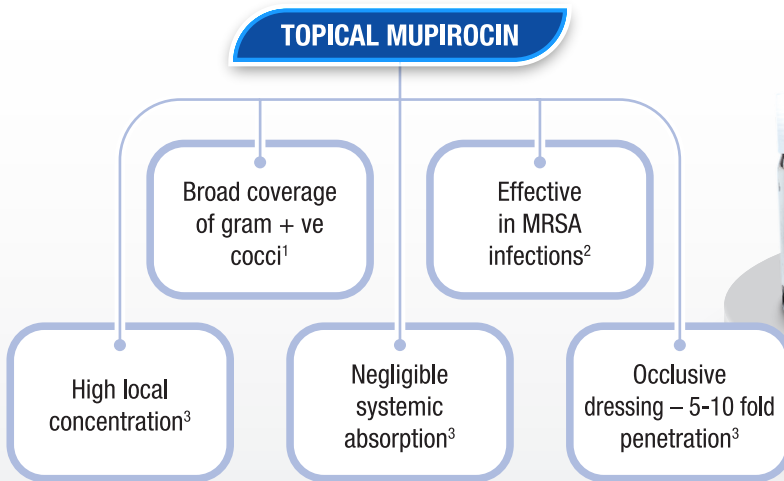 TOPICAL MUPIROCIN
Broad coverage
of gram + ve
cocci¹
Effective
in MRSA
infections²
High local
concentration³
Negligible
systemic
absorption³
Occlusive
dressing – 5-10 fold
penetration³